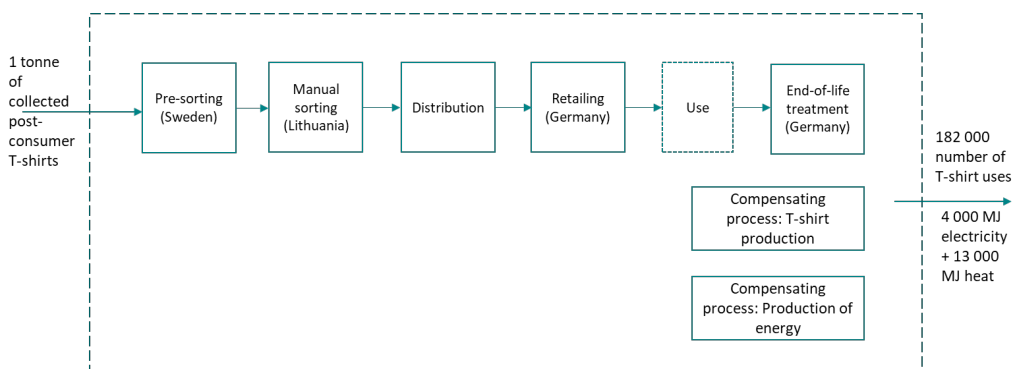 1 tonne
of
collected
post-
consumer
T-shirts
Pre-sorting
(Sweden)
Manual
sorting
(Lithuania)
Distribution
Retailing
(Germany)
Use
End-of-life
treatment
(Germany)
Compensating
process: T-shirt
production
Compensating
process: Production of
energy
182 000
number of
T-shirt uses
4 000 MJ
electricity
+ 13 000
MJ heat